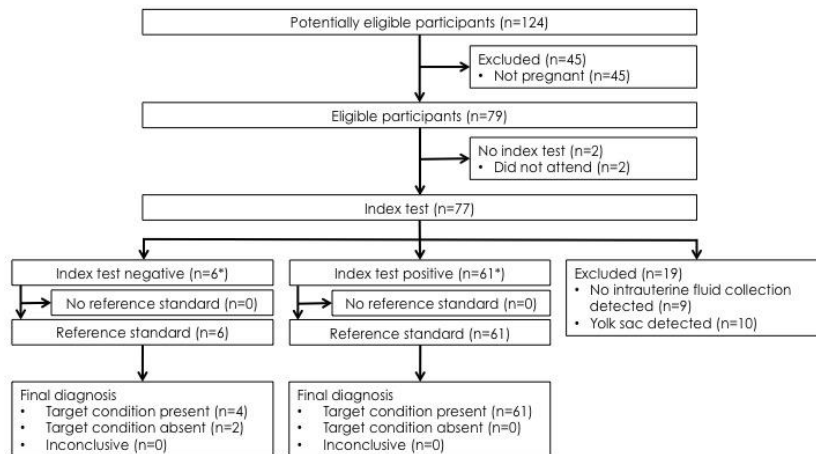 Potentially eligible participants (n=124)
Excluded (n=45)
• Not pregnant (n=45)
Eligible participants (n=79)
No index test (n=2)
• Did not attend (n=2)
Index test (n=77)
Index test negative (n=6*)
No reference standard (n=0)
Reference standard (n=6)
Final diagnosis
• Target condition present (n=4)
• Target condition absent (n=2)
• Inconclusive (n=0)
Index test positive (n=61*)
No reference standard (n=0)
Reference standard (n=61)
Final diagnosis
• Target condition present (n=61)
• Target condition absent (n=0)
• Inconclusive (n=0)
Excluded (n=19)
• No intrauterine fluid collection
detected (n=9)
• Yolk sac detected (n=10)